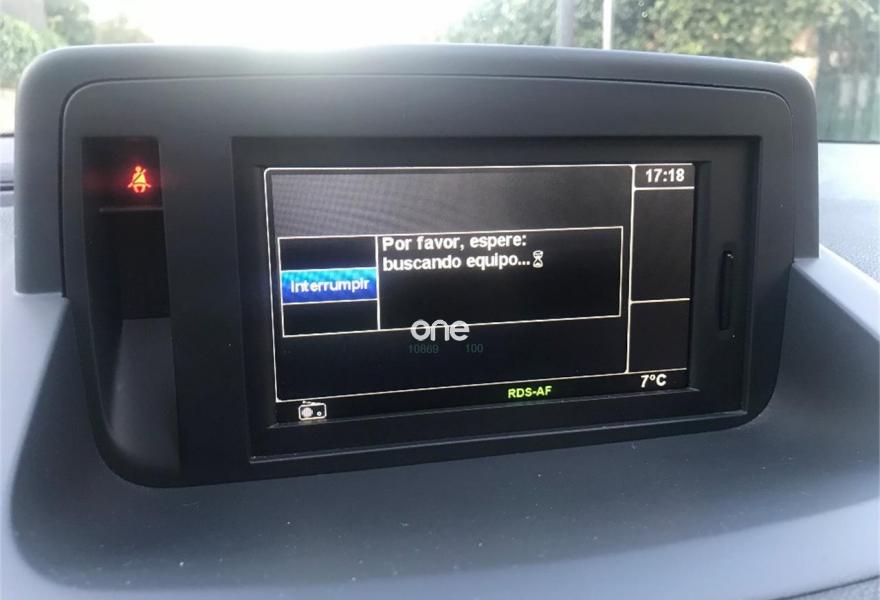 17:18
Por favor, espere:
buscando equipo...
Interrumpir
one
10869 100
RDS-AF
7°C